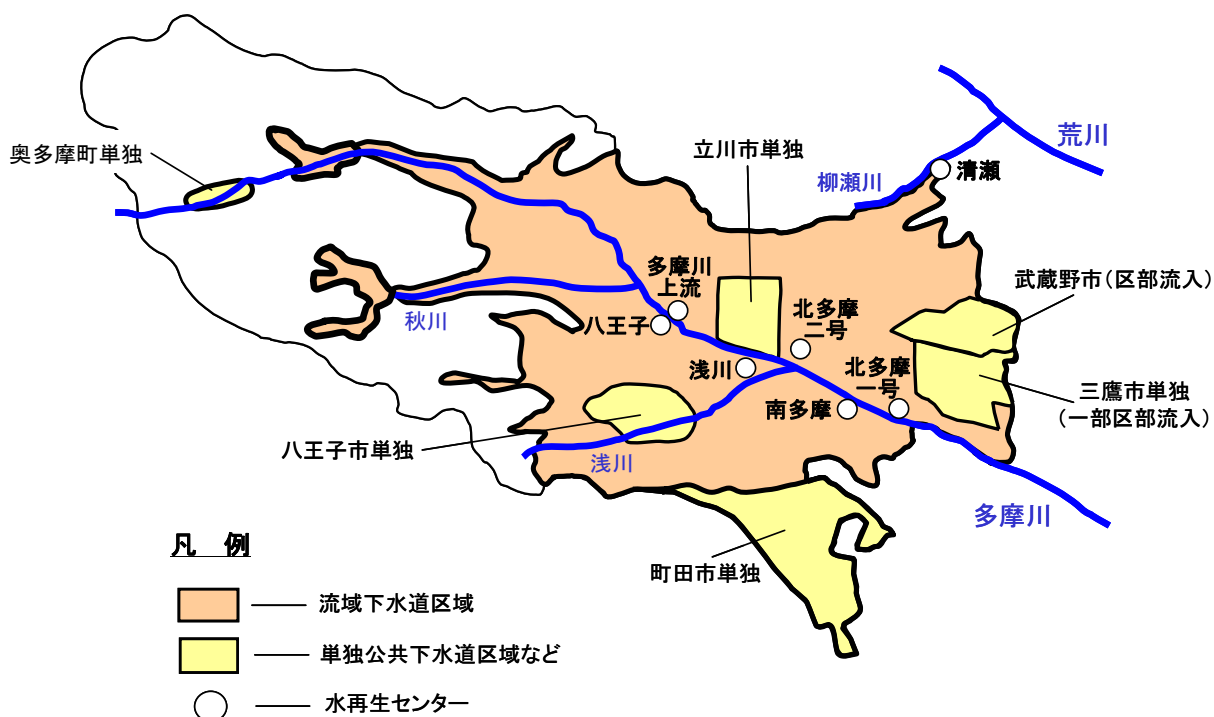 荒川
奥多摩町単独
立川市単独
柳瀬川
清瀬
多摩川
上流
武蔵野市(区部流入)
秋川
八王子
北多摩
二号
浅川
北多摩
一号
三鷹市単独
(一部区部流入)
南多摩
八王子市単独
浅川
多摩川
町田市単独
凡 例
流域下水道区域
単独公共下水道区域など
水再生センター